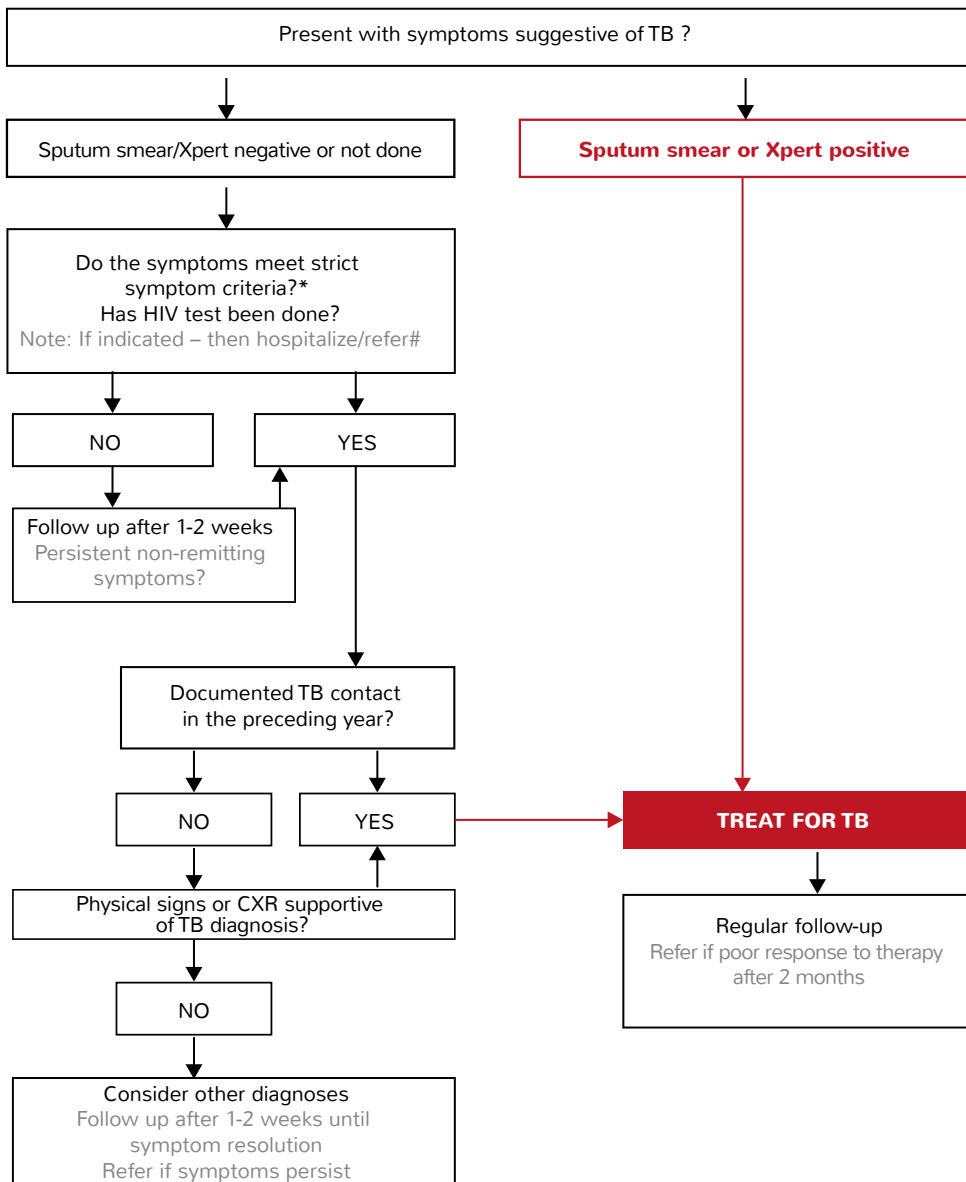 Present with symptoms suggestive of TB ?
Sputum smear/Xpert negative or not done
Sputum smear or Xpert positive
Do the symptoms meet strict
symptom criteria?*
Has HIV test been done?
Note: If indicated – then hospitalize/refer#
NO
YES
Follow up after 1-2 weeks
Persistent non-remitting
symptoms?
Documented TB contact
in the preceding year?
NO
YES
TREAT FOR TB
Physical signs or CXR supportive
of TB diagnosis?
Regular follow-up
Refer if poor response to therapy
after 2 months
NO
Consider other diagnoses
Follow up after 1-2 weeks until
symptom resolution
Refer if symptoms persist